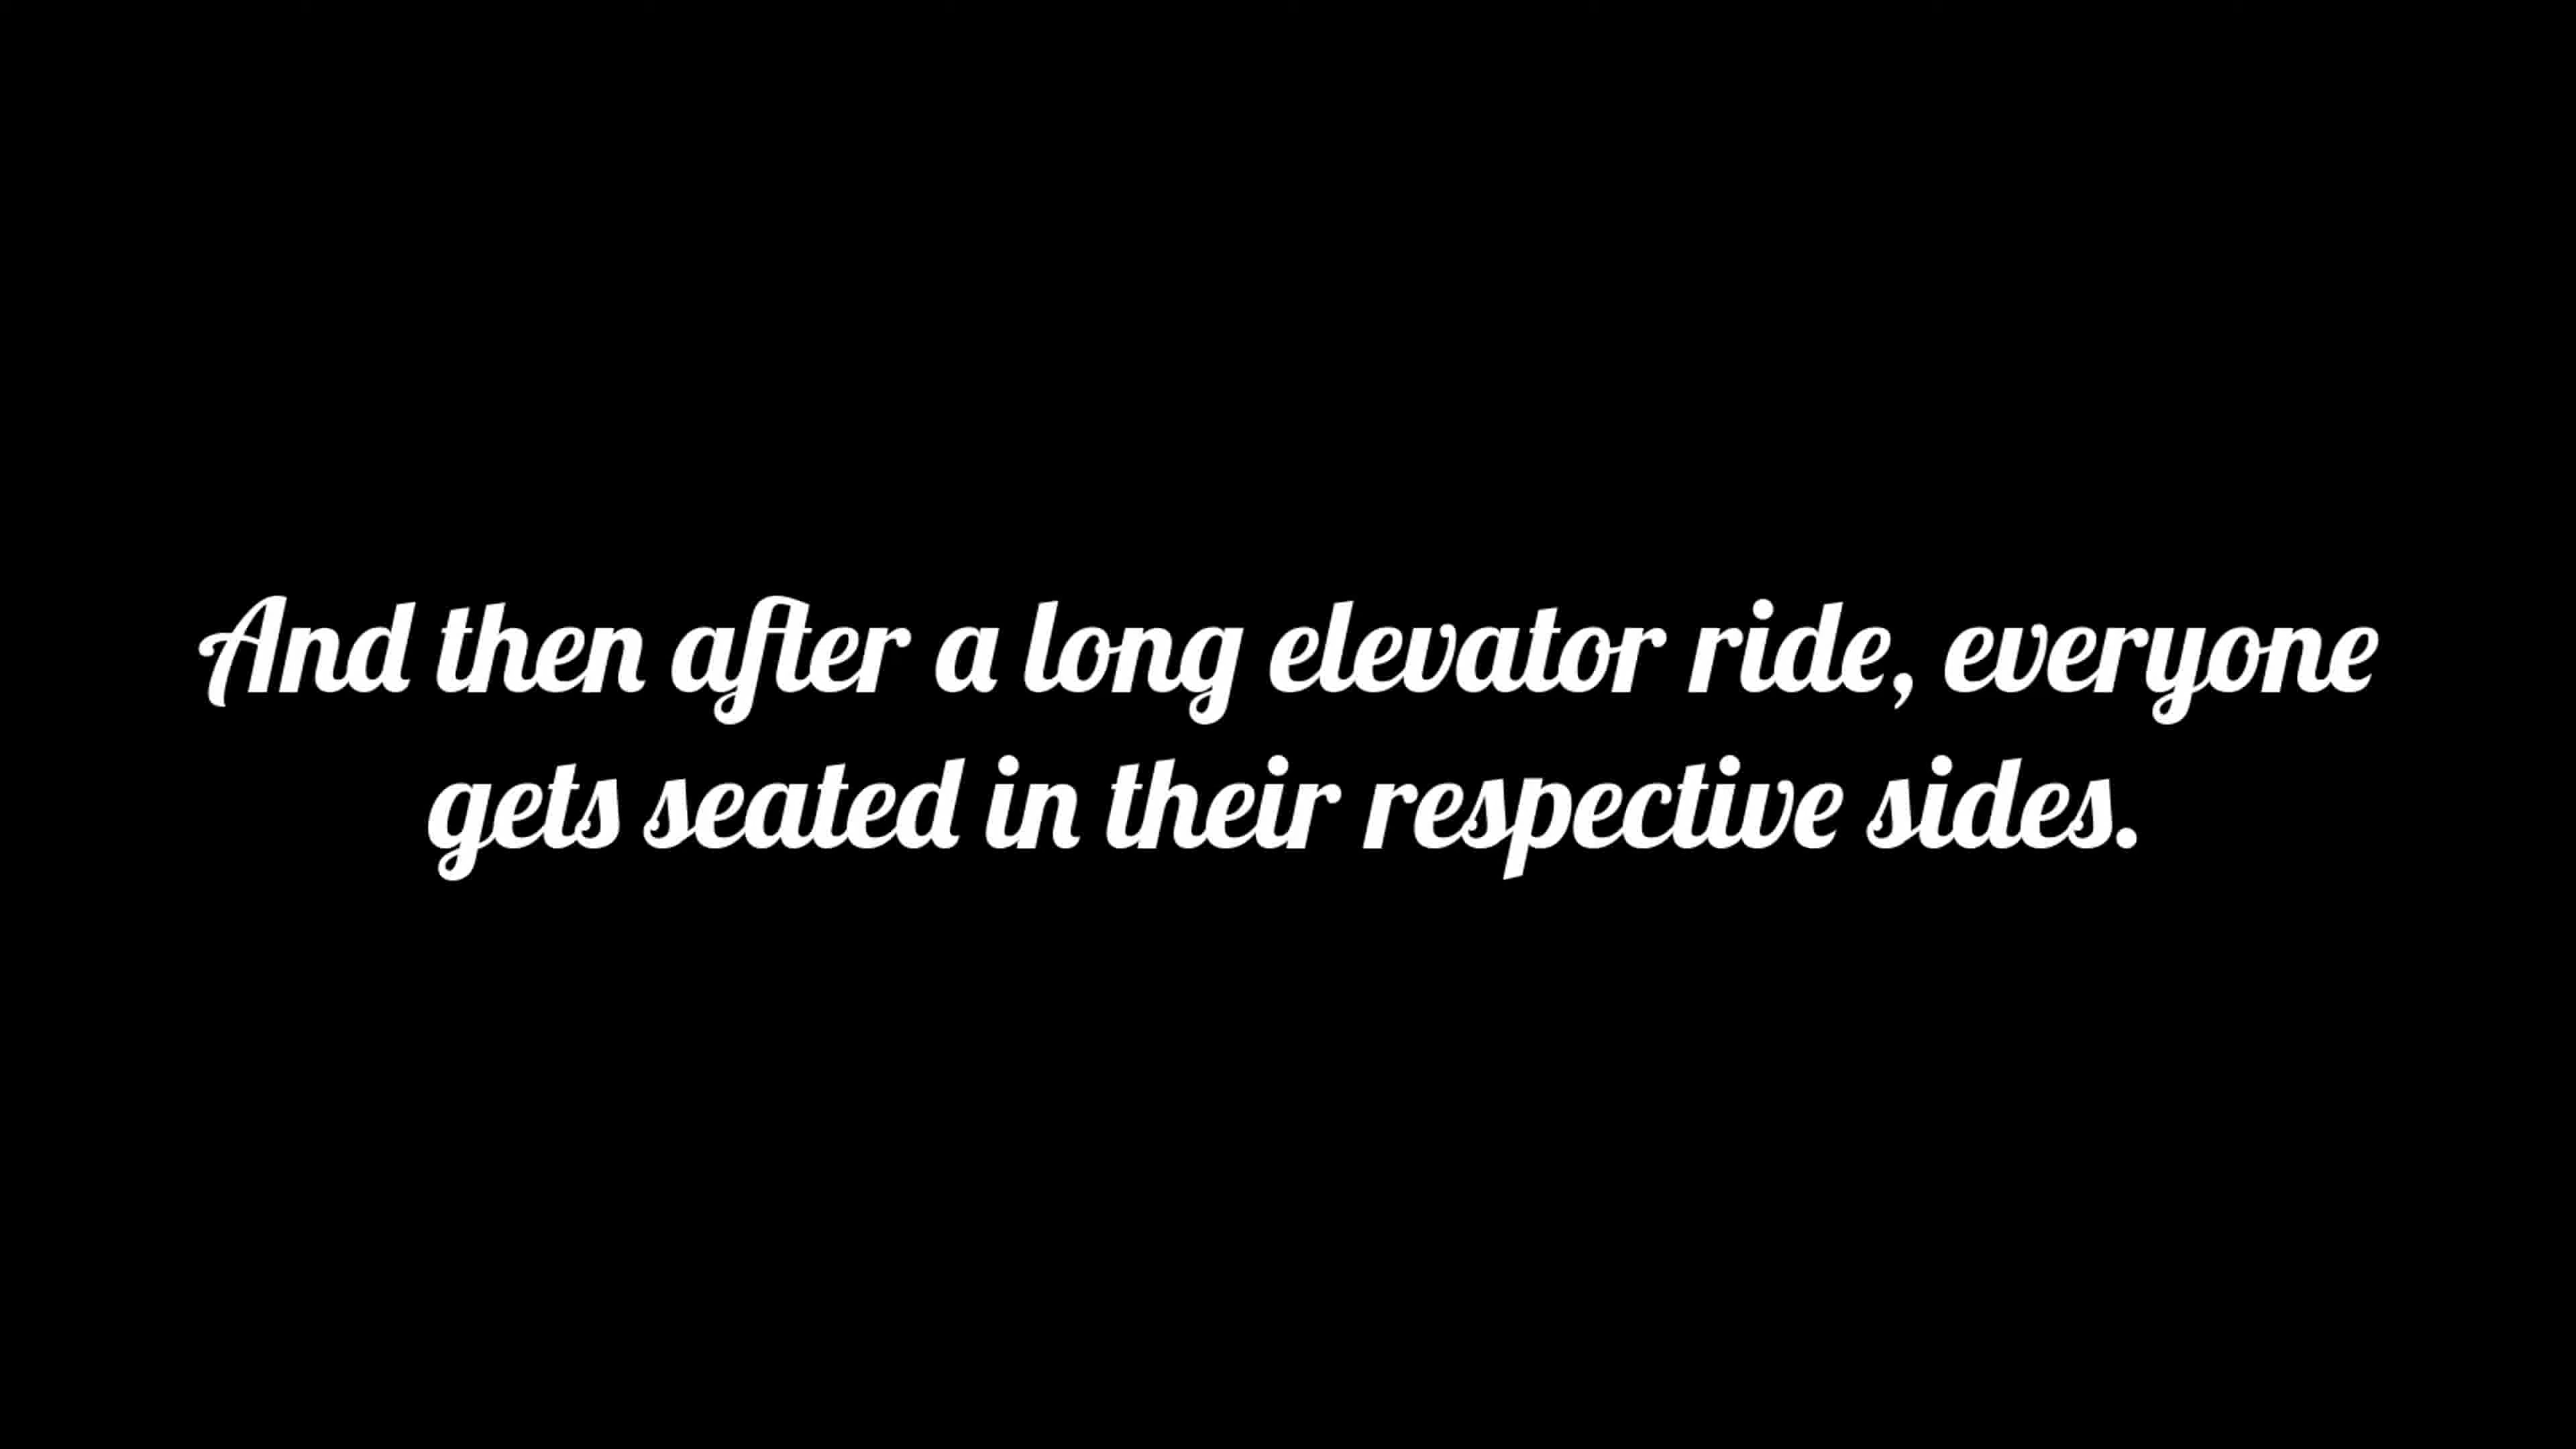 And then after a long elevator ride, everyone
gets seated in their respective sides.